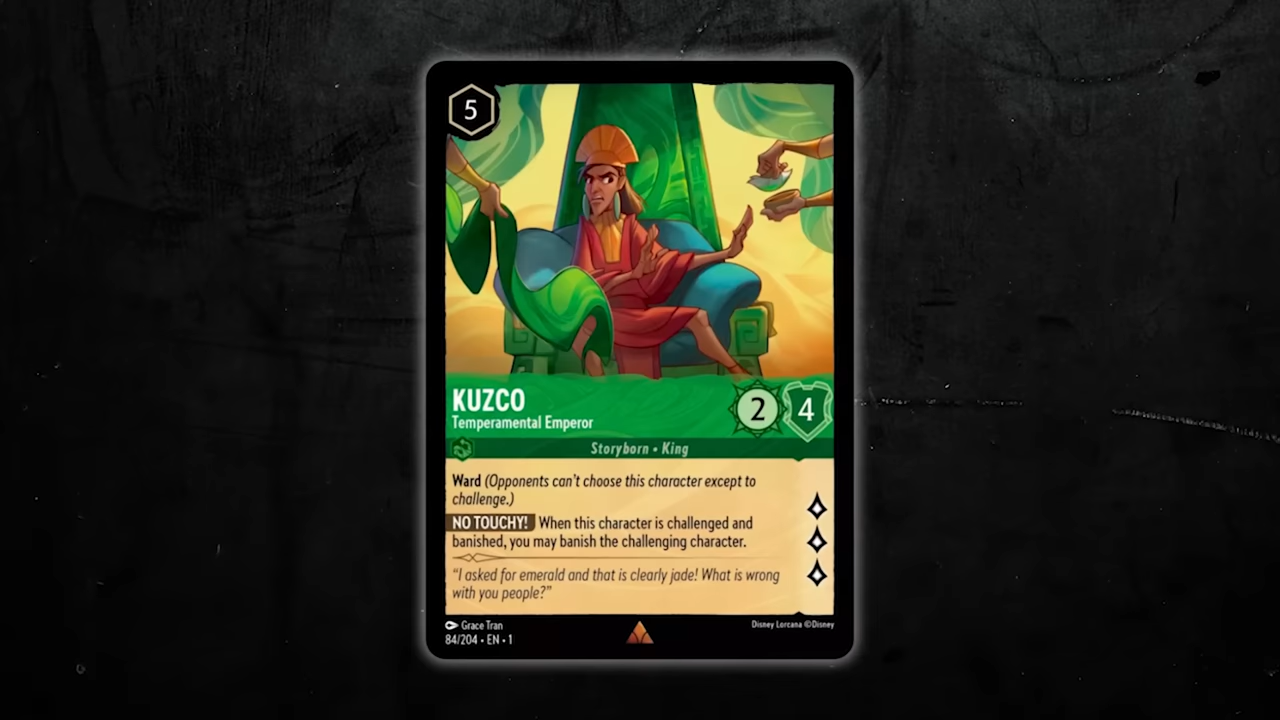 5
KUZCO
Temperamental Emperor
2 4
Storyborn • King
Ward (Opponents can't choose this character except to
challenge.)
NO TOUCHY! When this character is challenged and
banished, you may banish the challenging character.
“I asked for emerald and that is clearly jade! What is wrong
with you people?”
Grace Tran
Disney Lorcana ©Disney
84/204 • EN • 1